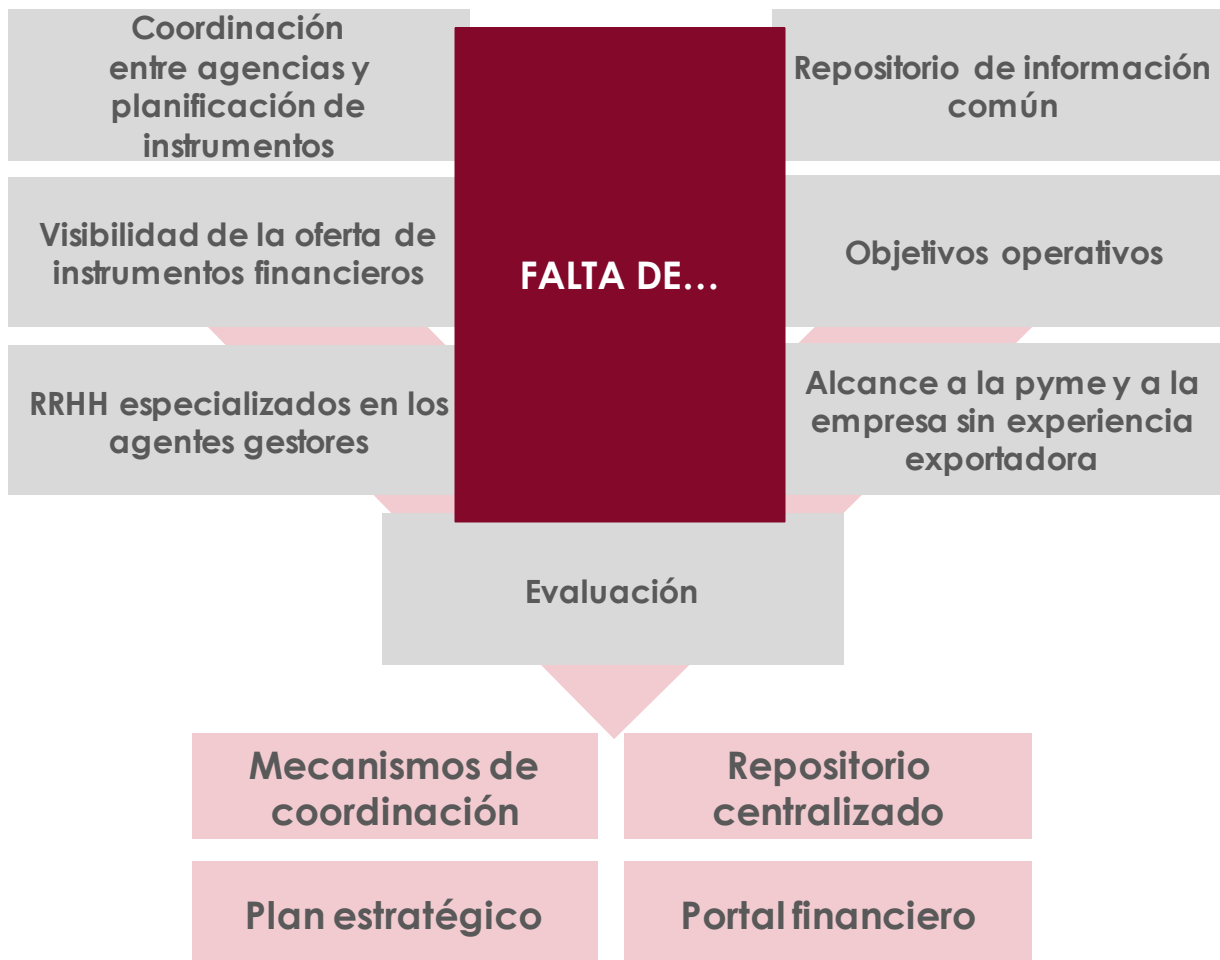 Coordinación
entre agencias y
planificación de
instrumentos
Repositorio de información
común
Visibilidad de la oferta de
instrumentos financieros
FALTA DE...
Objetivos operativos
RRHH especializados en los
agentes gestores
Alcance a la pyme y a la
empresa sin experiencia
exportadora
Evaluación
Mecanismos de
coordinación
Repositorio
centralizado
Plan estratégico
Portal financiero